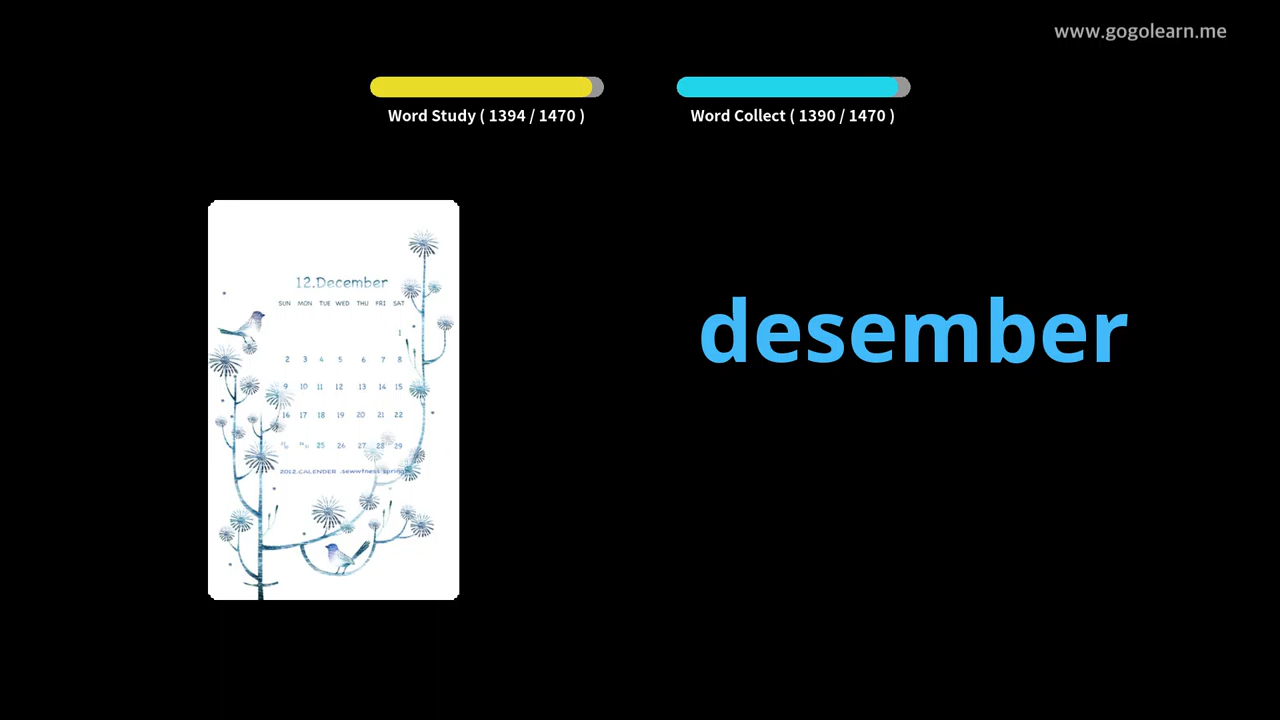 www.gogolearn.me
Word Study ( 1394 / 1470 )
Word Collect ( 1390 / 1470 )
12.December
SUN MON TUE WED THU FRI SAT
1
2 3 4 5 6 7 8
9 10 11 12 13 14 15
16 17 18 19 20 21 22
25 26 27 28 29
2012.CALENDER
desember